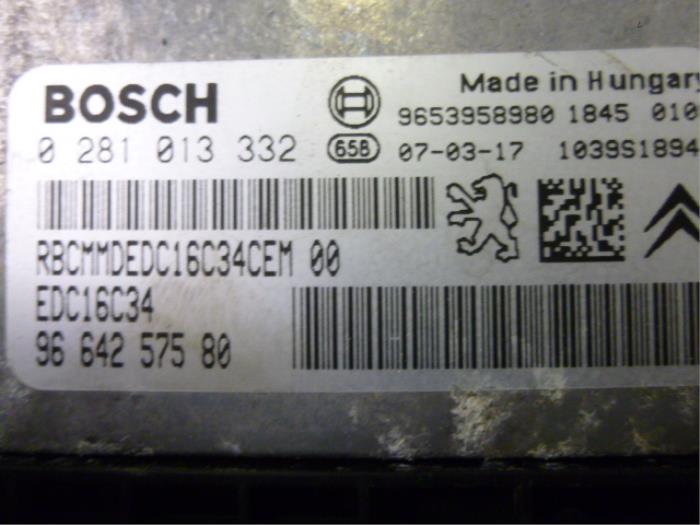 BOSCH
Made in Hungary
9653958980 1845 010
0 281 013 332 658 07-03-17 1039S1894
RBCMMDEDC16C34CEM 00
EDC16C34
96 642 575 80